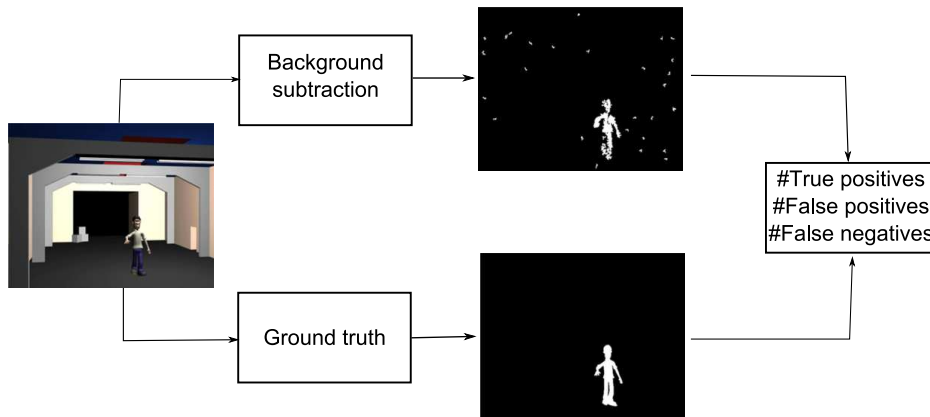 Background
subtraction
#True positives
#False positives
#False negatives
Ground truth